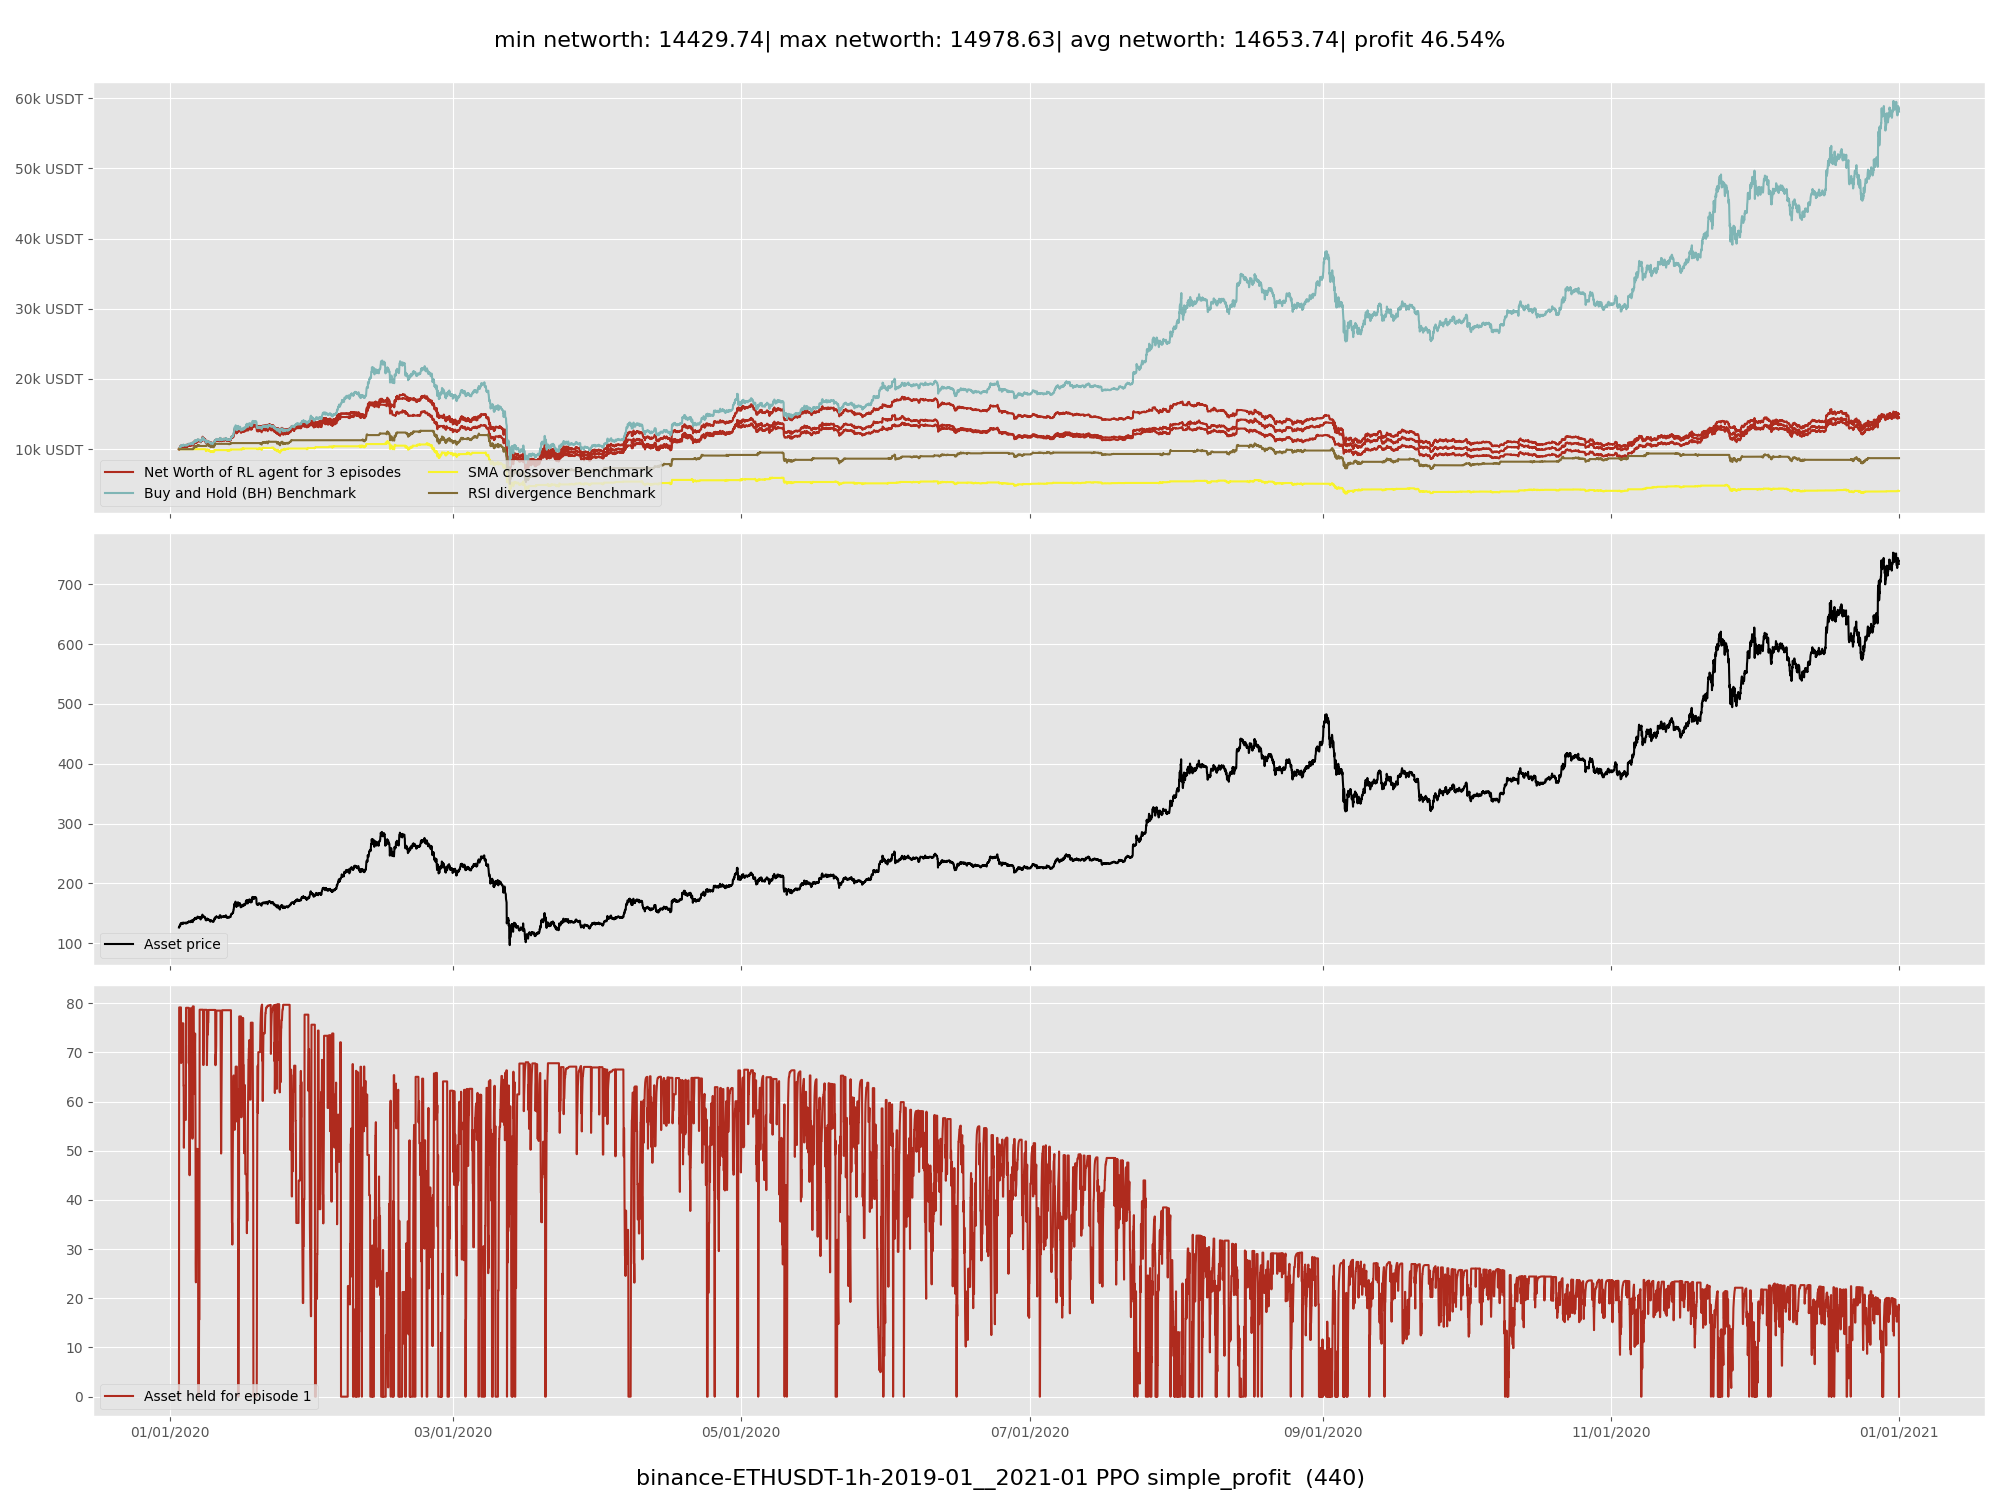 min networth: 14429.74| max networth: 14978.63| avg networth: 14653.74| profit 46.54%
60k USDT
50k USDT
40k USDT
30k USDT
20k USDT
10k USDT
Net Worth of RL agent for 3 episodes
Buy and Hold (BH) Benchmark
SMA crossover Benchmark
RSI divergence Benchmark
700
600
500
400
300
200
100
Asset price
80
70
60
50
40
30
20
10
0
Asset held for episode 1
01/01/2020 03/01/2020 05/01/2020 07/01/2020 09/01/2020 11/01/2020 01/01/2021
binance-ETHUSDT-1h-2019-01__2021-01 PPO simple_profit  (440)